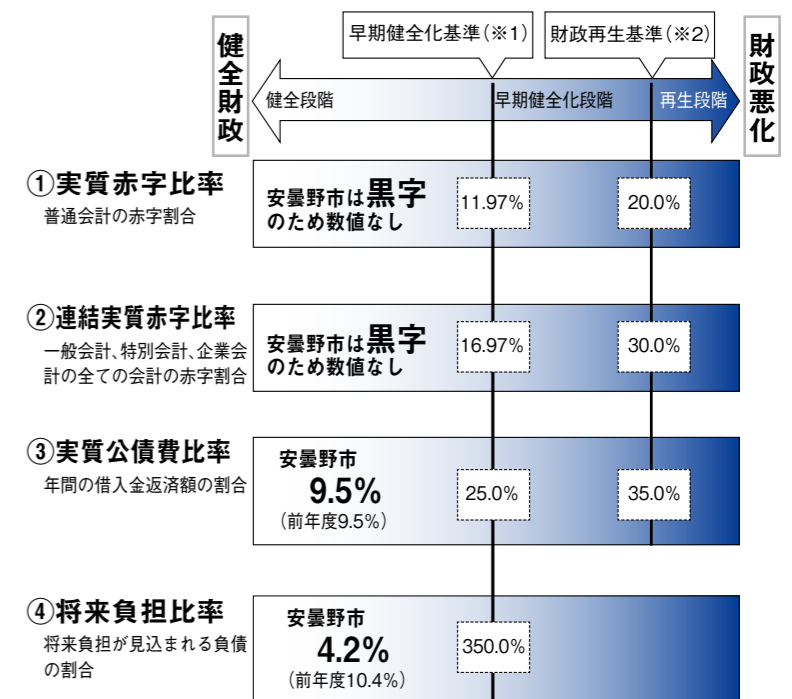 早期健全化基準(※1)
財政再生基準(※2)
健全財政
財政悪化
健全段階
早期健全化段階
再生段階
①実質赤字比率
普通会計の赤字割合
安曇野市は黒字
のため数値なし
11.97%
20.0%
②連結実質赤字比率
一般会計、特別会計、企業会
計の全ての会計の赤字割合
安曇野市は黒字
のため数値なし
16.97%
30.0%
③実質公債費比率
年間の借入金返済額の割合
安曇野市
9.5%
(前年度9.5%)
25.0%
35.0%
④将来負担比率
将来負担が見込まれる負債
の割合
安曇野市
4.2%
(前年度10.4%)
350.0%